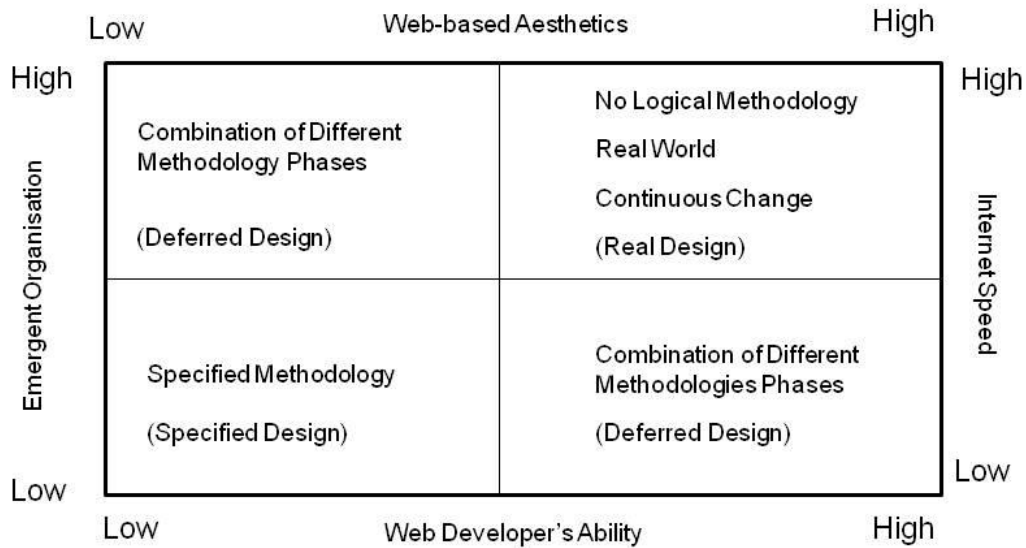 Low
Web-based Aesthetics
High
High
High
No Logical Methodology
Combination of Different
Methodology Phases
Real World
Continuous Change
(Deferred Design)
(Real Design)
Emergent Organisation
Internet Speed
Specified Methodology
Combination of Different
Methodologies Phases
(Specified Design)
(Deferred Design)
Low
Low
Low
Web Developer's Ability
High